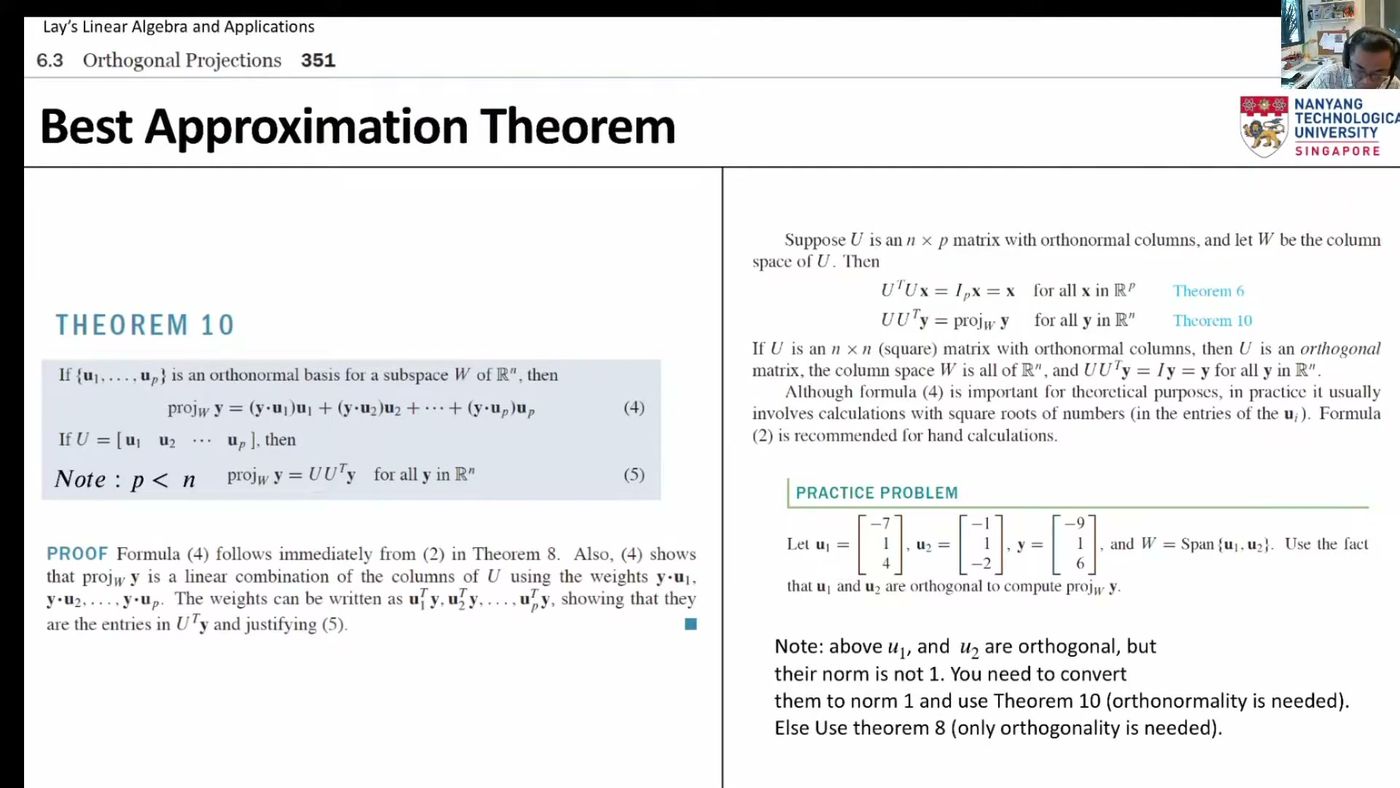 Lay's Linear Algebra and Applications
6.3 Orthogonal Projections 351
Best Approximation Theorem
NANYANG
TECHNOLOGICA
UNIVERSITY
SINGAPORE
THEOREM 10
If {u₁, . . . , uₚ} is an orthonormal basis for a subspace W of ℝⁿ, then
proj_W y = (y·u₁)u₁ + (y·u₂)u₂ + ··· + (y·uₚ)uₚ (4)
If U = [u₁ u₂ ··· uₚ], then
Note : p < n proj_W y = UUᵀy for all y in ℝⁿ (5)
PROOF Formula (4) follows immediately from (2) in Theorem 8. Also, (4) shows
that proj_W y is a linear combination of the columns of U using the weights y·u₁,
y·u₂, . . . , y·uₚ. The weights can be written as u₁ᵀy, u₂ᵀy, . . . , uₚᵀy, showing that they
are the entries in Uᵀy and justifying (5).
Suppose U is an n × p matrix with orthonormal columns, and let W be the column
space of U. Then
UᵀUx = Iₚx = x for all x in ℝᵖ Theorem 6
UUᵀy = proj_W y for all y in ℝⁿ Theorem 10
If U is an n × n (square) matrix with orthonormal columns, then U is an orthogonal
matrix, the column space W is all of ℝⁿ, and UUᵀy = Iy = y for all y in ℝⁿ.
Although formula (4) is important for theoretical purposes, in practice it usually
involves calculations with square roots of numbers (in the entries of the uᵢ). Formula
(2) is recommended for hand calculations.
PRACTICE PROBLEM
Let u₁ = [−7 1 4], u₂ = [−1 1 −2], y = [−9 1 6], and W = Span {u₁, u₂}. Use the fact
that u₁ and u₂ are orthogonal to compute proj_W y.
Note: above u₁, and u₂ are orthogonal, but
their norm is not 1. You need to convert
them to norm 1 and use Theorem 10 (orthonormality is needed).
Else Use theorem 8 (only orthogonality is needed).